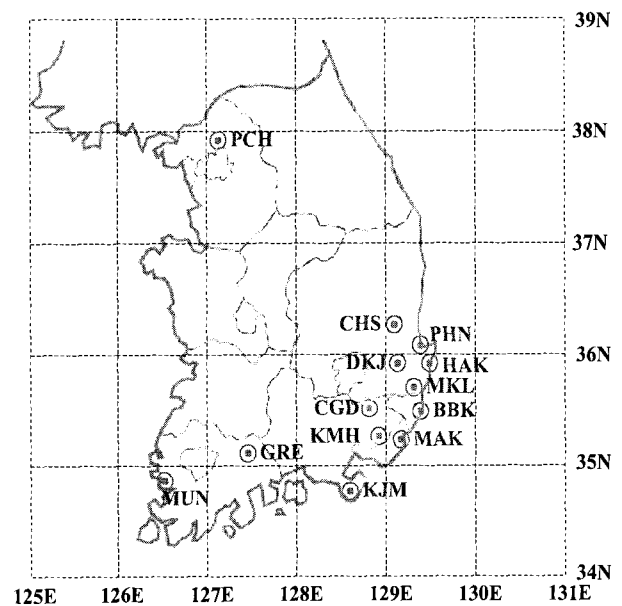 39N
38N
PCH
37N
CHS
PHN
36N
DKJ
HAK
MKL
CGD
BBK
KMH
MAK
GRE
35N
MUN
KJM
34N
125E 126E 127E 128E 129E 130E 131E